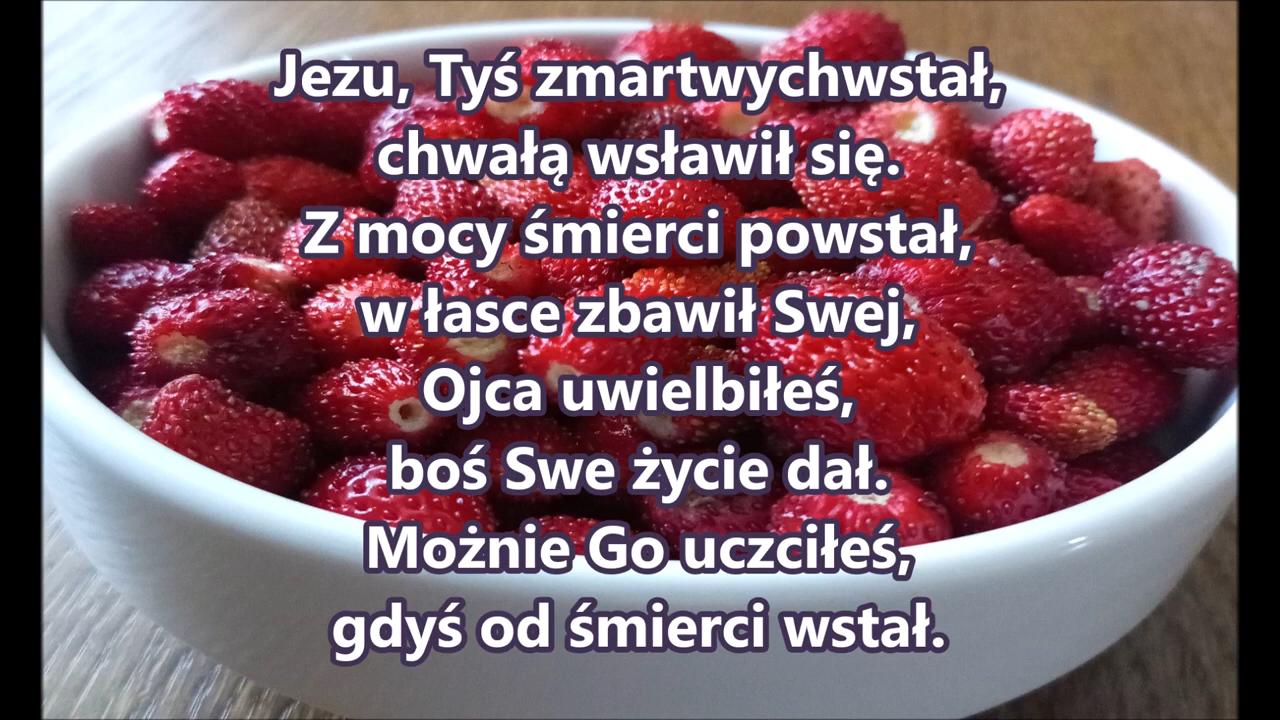 Jezu, Tyś zmartwychwstał,
chwałą wsławił się.
Z mocy śmierci powstał,
w łasce zbawił Swej,
Ojca uwielbiłeś,
boś Swe życie dał.
Możnie Go uczciłeś,
gdyś od śmierci wstał.